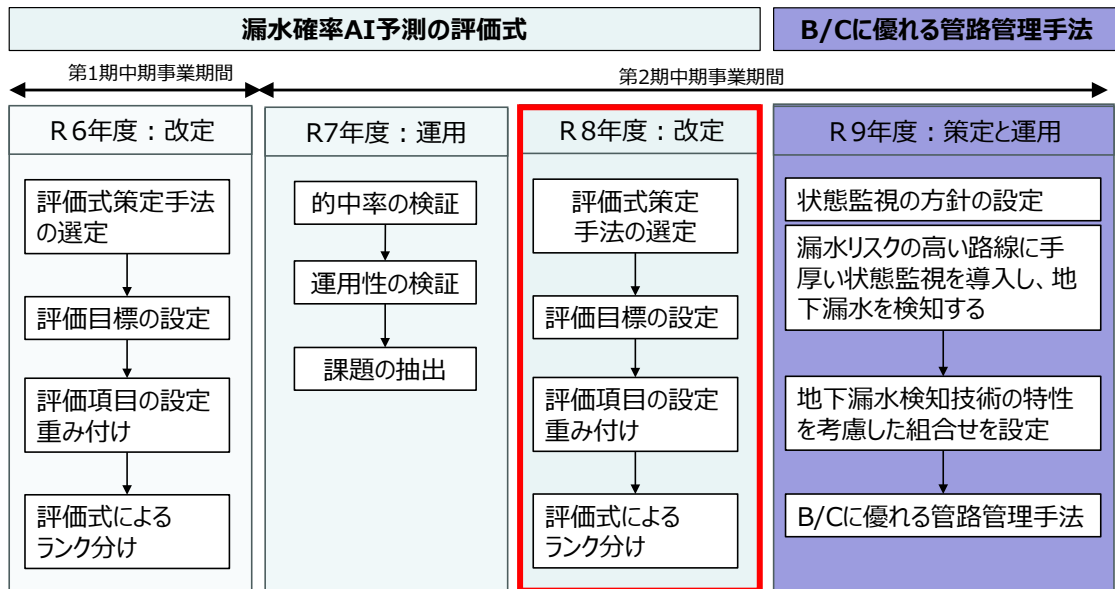 漏水確率AI予測の評価式
B/Cに優れる管路管理手法
第1期中期事業期間
第2期中期事業期間
R6年度：改定
評価式策定手法
の選定
評価目標の設定
評価項目の設定
重み付け
評価式による
ランク分け
R7年度：運用
的中率の検証
運用性の検証
課題の抽出
R8年度：改定
評価式策定
手法の選定
評価目標の設定
評価項目の設定
重み付け
評価式による
ランク分け
R9年度：策定と運用
状態監視の方針の設定
漏水リスクの高い路線に手
厚い状態監視を導入し、地
下漏水を検知する
地下漏水検知技術の特性
を考慮した組合せを設定
B/Cに優れる管路管理手法